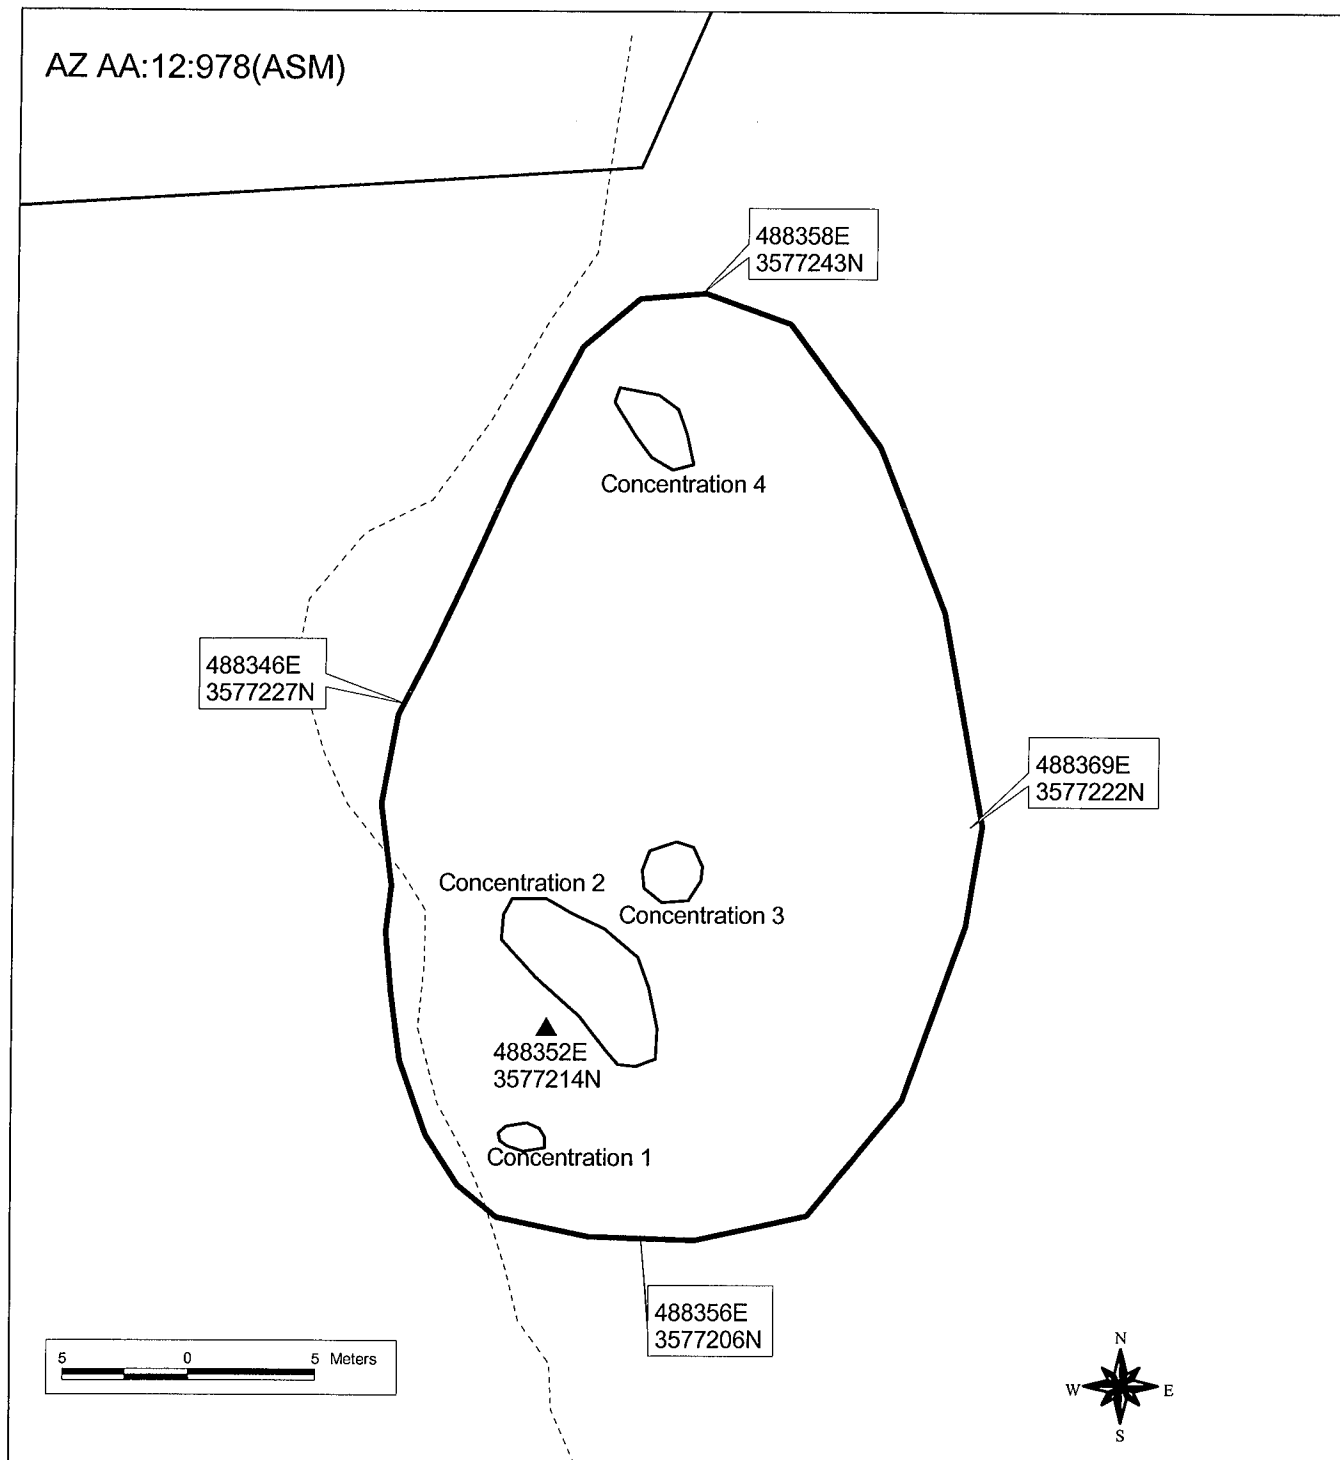 AZ AA:12:978(ASM)
488358E
3577243N
Concentration 4
488346E
3577227N
488369E
3577222N
Concentration 2
Concentration 3
488352E
3577214N
Concentration 1
488356E
3577206N
5 0 5 Meters
N
W E
S